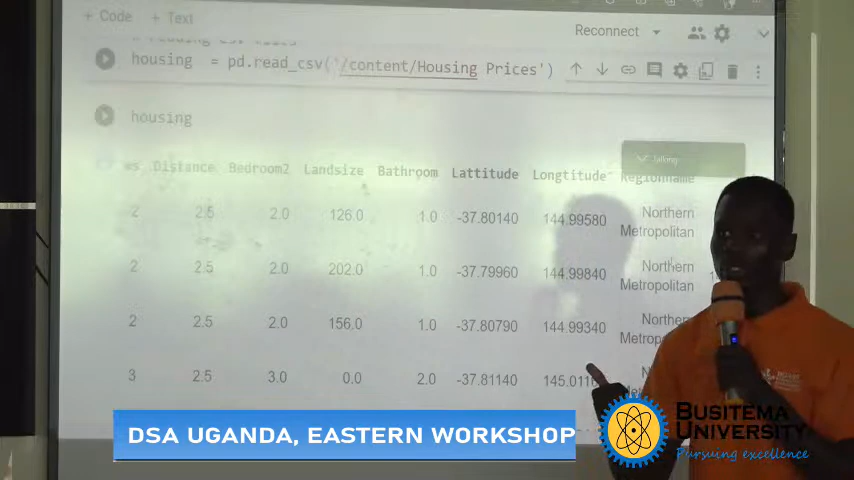 + Code + Text
Reconnect
housing = pd.read_csv('/content/Housing Prices')
housing
Talking:
ms Distance Bedroom2 Landsize Bathroom Lattitude Longtitude Regionname
2 2.5 2.0 126.0 1.0 -37.80140 144.99580 Northern
Metropolitan
2 2.5 2.0 202.0 1.0 -37.79960 144.99840 Northern
Metropolitan
2 2.5 2.0 156.0 1.0 -37.80790 144.99340 Northern
3 2.5 3.0 0.0 2.0 -37.81140
DSA UGANDA, EASTERN WORKSHOP
BUSITEMA
UNIVERSITY
Pursuing excellence